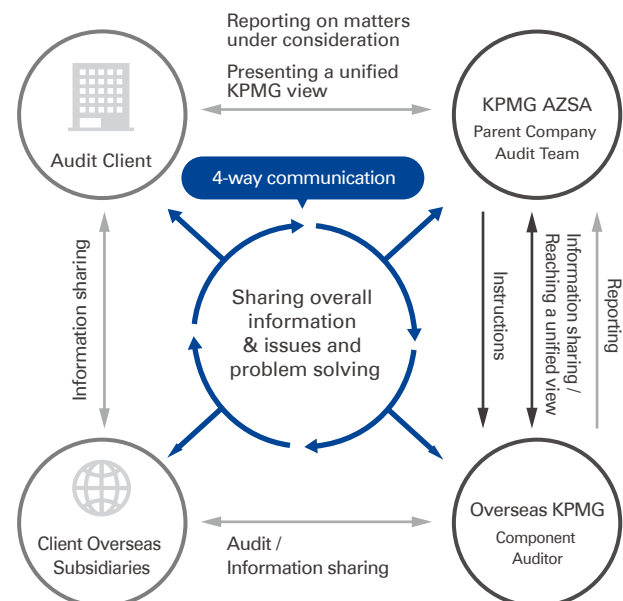 Reporting on matters
under consideration
Presenting a unified
KPMG view
Audit Client
KPMG AZSA
Parent Company
Audit Team
4-way communication
Sharing overall
information
& issues and
problem solving
Information sharing
Instructions
Information sharing /
Reaching a unified view
Reporting
Client Overseas
Subsidiaries
Audit /
Information sharing
Overseas KPMG
Component
Auditor